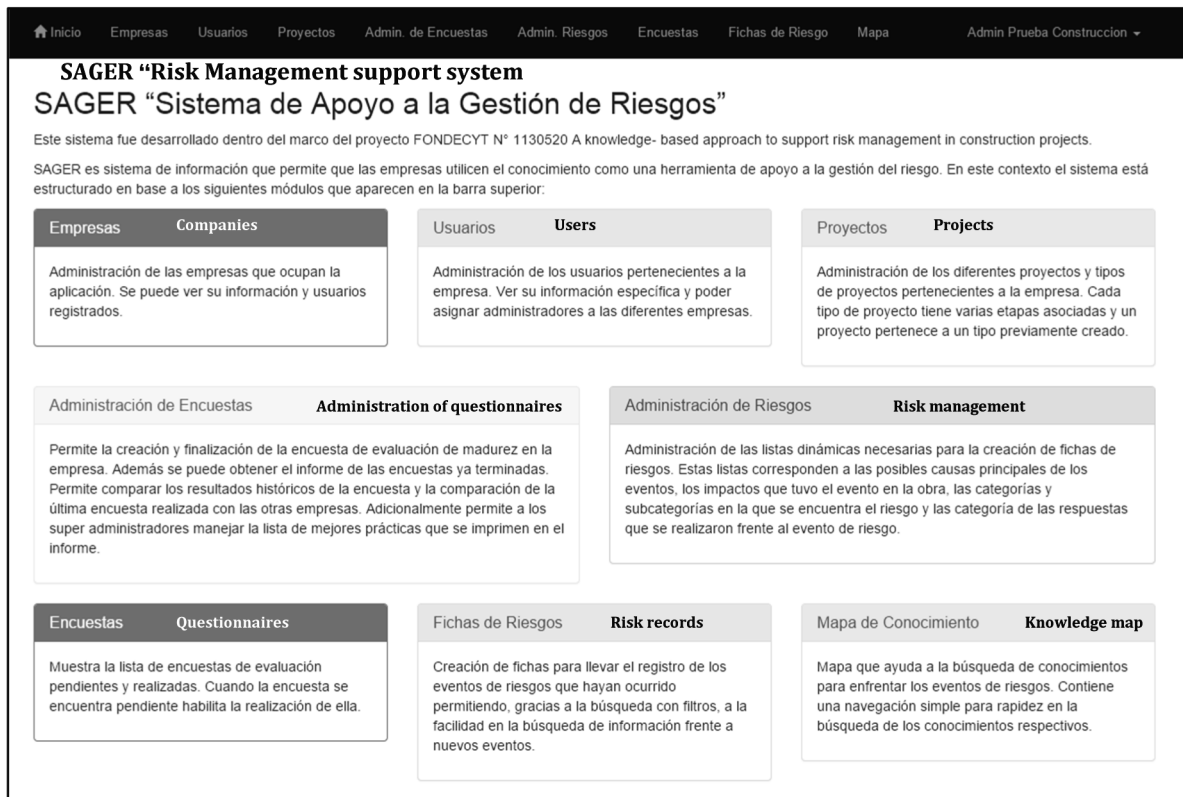 Inicio Empresas Usuarios Proyectos Admin. de Encuestas Admin. Riesgos Encuestas Fichas de Riesgo Mapa Admin Prueba Construccion
SAGER “Risk Management support system
SAGER “Sistema de Apoyo a la Gestión de Riesgos”
Este sistema fue desarrollado dentro del marco del proyecto FONDECYT N° 1130520 A knowledge- based approach to support risk management in construction projects.
SAGER es sistema de información que permite que las empresas utilicen el conocimiento como una herramienta de apoyo a la gestión del riesgo. En este contexto el sistema está
estructurado en base a los siguientes módulos que aparecen en la barra superior:
Empresas Companies
Administración de las empresas que ocupan la
aplicación. Se puede ver su información y usuarios
registrados.
Usuarios Users
Administración de los usuarios pertenecientes a la
empresa. Ver su información específica y poder
asignar administradores a las diferentes empresas.
Proyectos Projects
Administración de los diferentes proyectos y tipos
de proyectos pertenecientes a la empresa. Cada
tipo de proyecto tiene varias etapas asociadas y un
proyecto pertenece a un tipo previamente creado.
Administración de Encuestas Administration of questionnaires
Permite la creación y finalización de la encuesta de evaluación de madurez en la
empresa. Además se puede obtener el informe de las encuestas ya terminadas.
Permite comparar los resultados históricos de la encuesta y la comparación de la
última encuesta realizada con las otras empresas. Adicionalmente permite a los
super administradores manejar la lista de mejores prácticas que se imprimen en el
informe.
Administración de Riesgos Risk management
Administración de las listas dinámicas necesarias para la creación de fichas de
riesgos. Estas listas corresponden a las posibles causas principales de los
eventos, los impactos que tuvo el evento en la obra, las categorías y
subcategorías en la que se encuentra el riesgo y las categoría de las respuestas
que se realizaron frente al evento de riesgo.
Encuestas Questionnaires
Muestra la lista de encuestas de evaluación
pendientes y realizadas. Cuando la encuesta se
encuentra pendiente habilita la realización de ella.
Fichas de Riesgos Risk records
Creación de fichas para llevar el registro de los
eventos de riesgos que hayan ocurrido
permitiendo, gracias a la búsqueda con filtros, a la
facilidad en la búsqueda de información frente a
nuevos eventos.
Mapa de Conocimiento Knowledge map
Mapa que ayuda a la búsqueda de conocimientos
para enfrentar los eventos de riesgos. Contiene
una navegación simple para rapidez en la
búsqueda de los conocimientos respectivos.